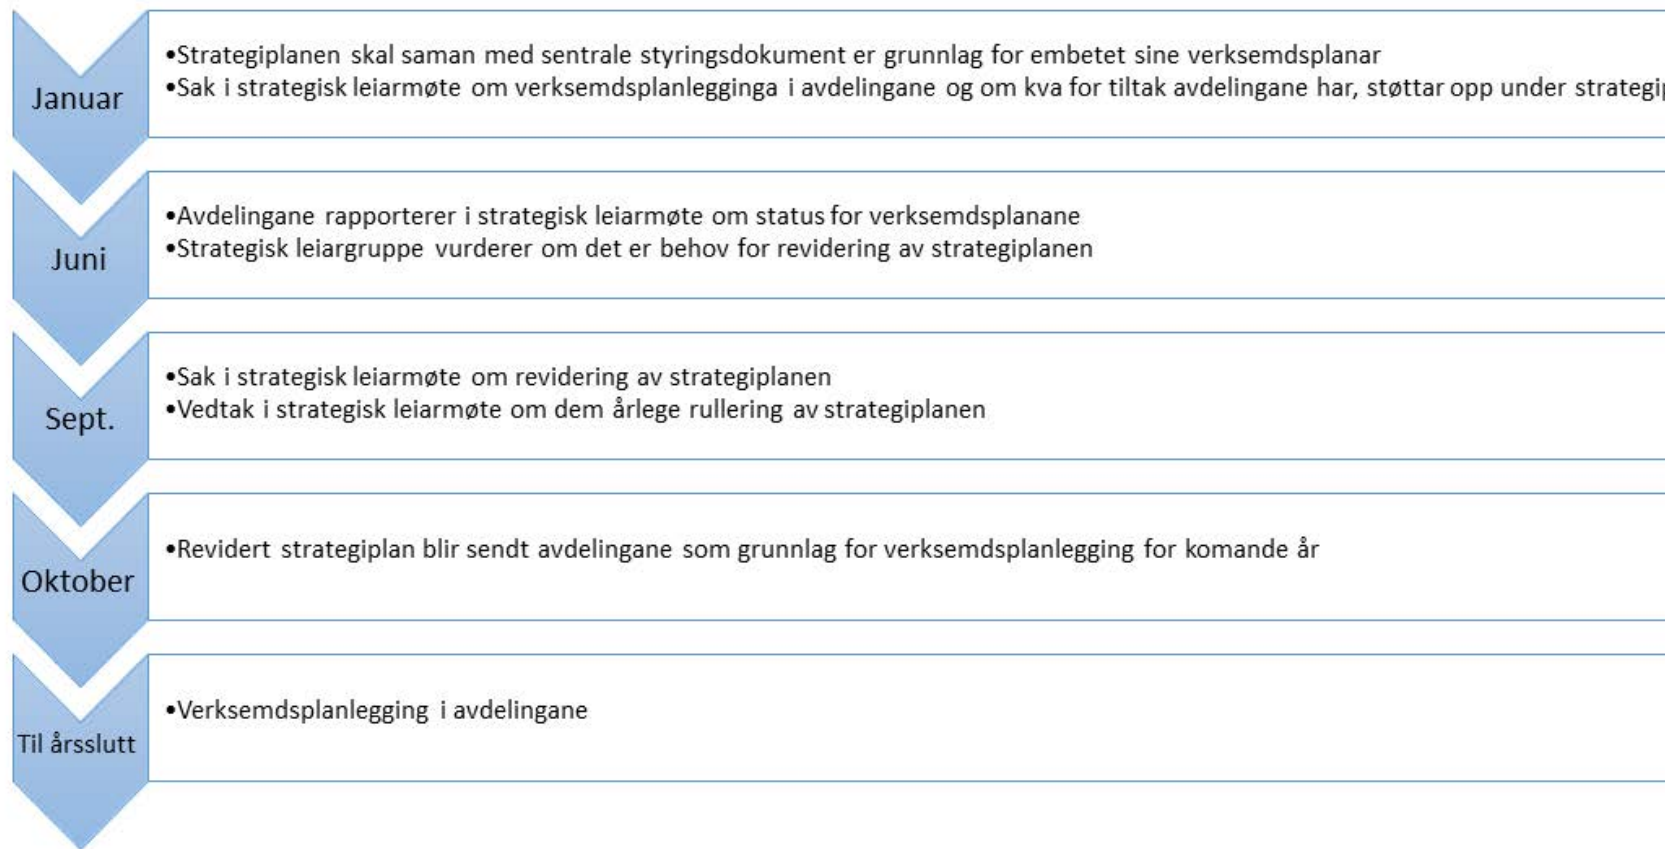 Januar
•Strategiplanen skal saman med sentrale styringsdokument er grunnlag for embetet sine verksemdsplanar
•Sak i strategisk leiarmøte om verksemdsplanlegginga i avdelingane og om kva for tiltak avdelingane har, støttar opp under
Juni
•Avdelingane rapporterer i strategisk leiarmøte om status for verksemdsplanane
•Strategisk leiargruppe vurderer om det er behov for revidering av strategiplanen
Sept.
•Sak i strategisk leiarmøte om revidering av strategiplanen
•Vedtak i strategisk leiarmøte om dem årlege rullering av strategiplanen
Oktober
•Revidert strategiplan blir sendt avdelingane som grunnlag for verksemdsplanlegging for komande år
Til årsslutt
•Verksemdsplanlegging i avdelingane